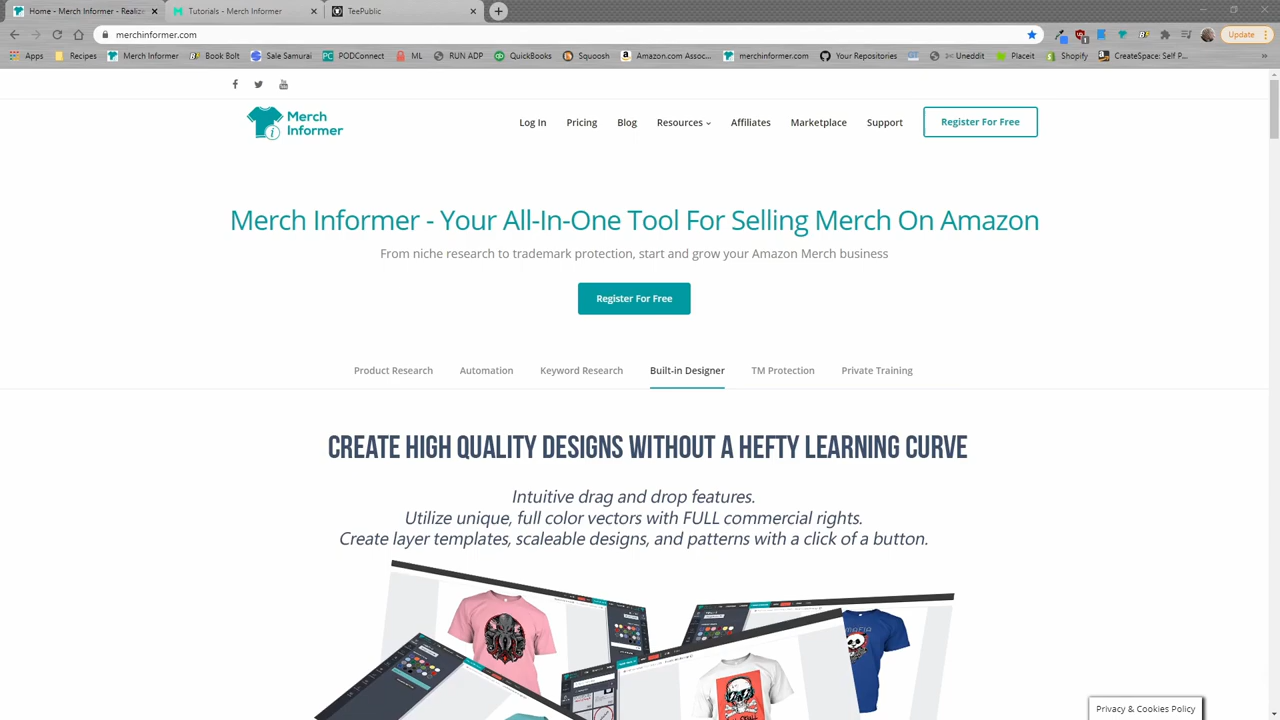 Home - Merch Informer - Realiz
Tutorials - Merch Informer
TeePublic
merchinformer.com
Update
Apps
Recipes
Merch Informer
Book Bolt
Sale Samurai
PODConnect
ML
RUN ADP
QuickBooks
Squoosh
Amazon.com Assoc...
merchinformer.com
Your Repositories
Uneddit
Placeit
Shopify
CreateSpace: Self P...
Merch
Informer
Log In
Pricing
Blog
Resources
Affiliates
Marketplace
Support
Register For Free
Merch Informer - Your All-In-One Tool For Selling Merch On Amazon
From niche research to trademark protection, start and grow your Amazon Merch business
Register For Free
Product Research
Automation
Keyword Research
Built-in Designer
TM Protection
Private Training
CREATE HIGH QUALITY DESIGNS WITHOUT A HEFTY LEARNING CURVE
Intuitive drag and drop features.
Utilize unique, full color vectors with FULL commercial rights.
Create layer templates, scaleable designs, and patterns with a click of a button.
MAFIA
Privacy & Cookies Policy